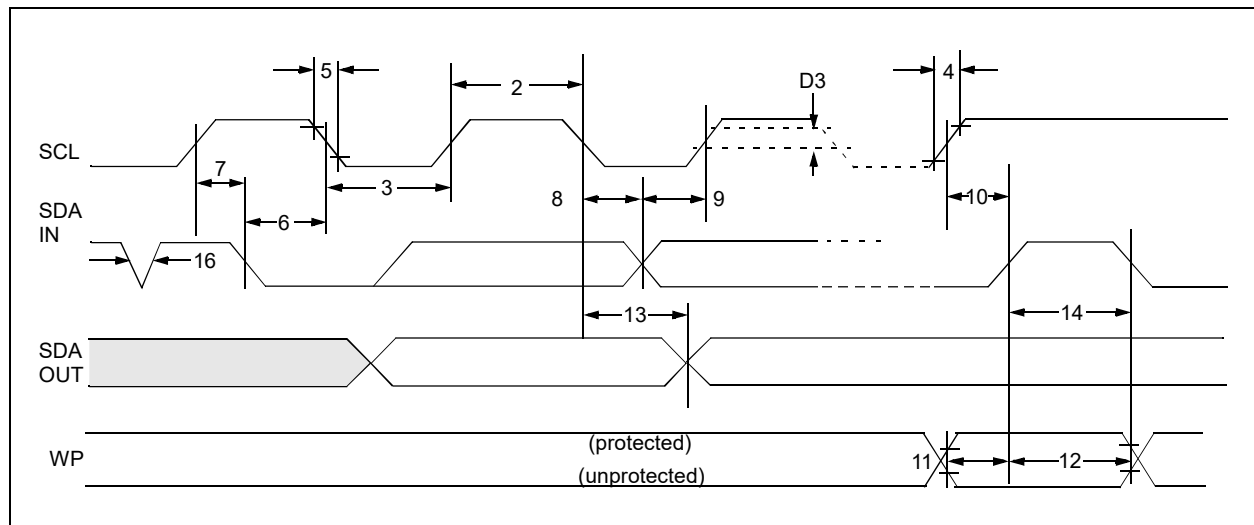 5
2
D3
4
SCL
7
3
8
9
10
SDA
IN
6
16
13
14
SDA
OUT
WP
(protected)
(unprotected)
11
12